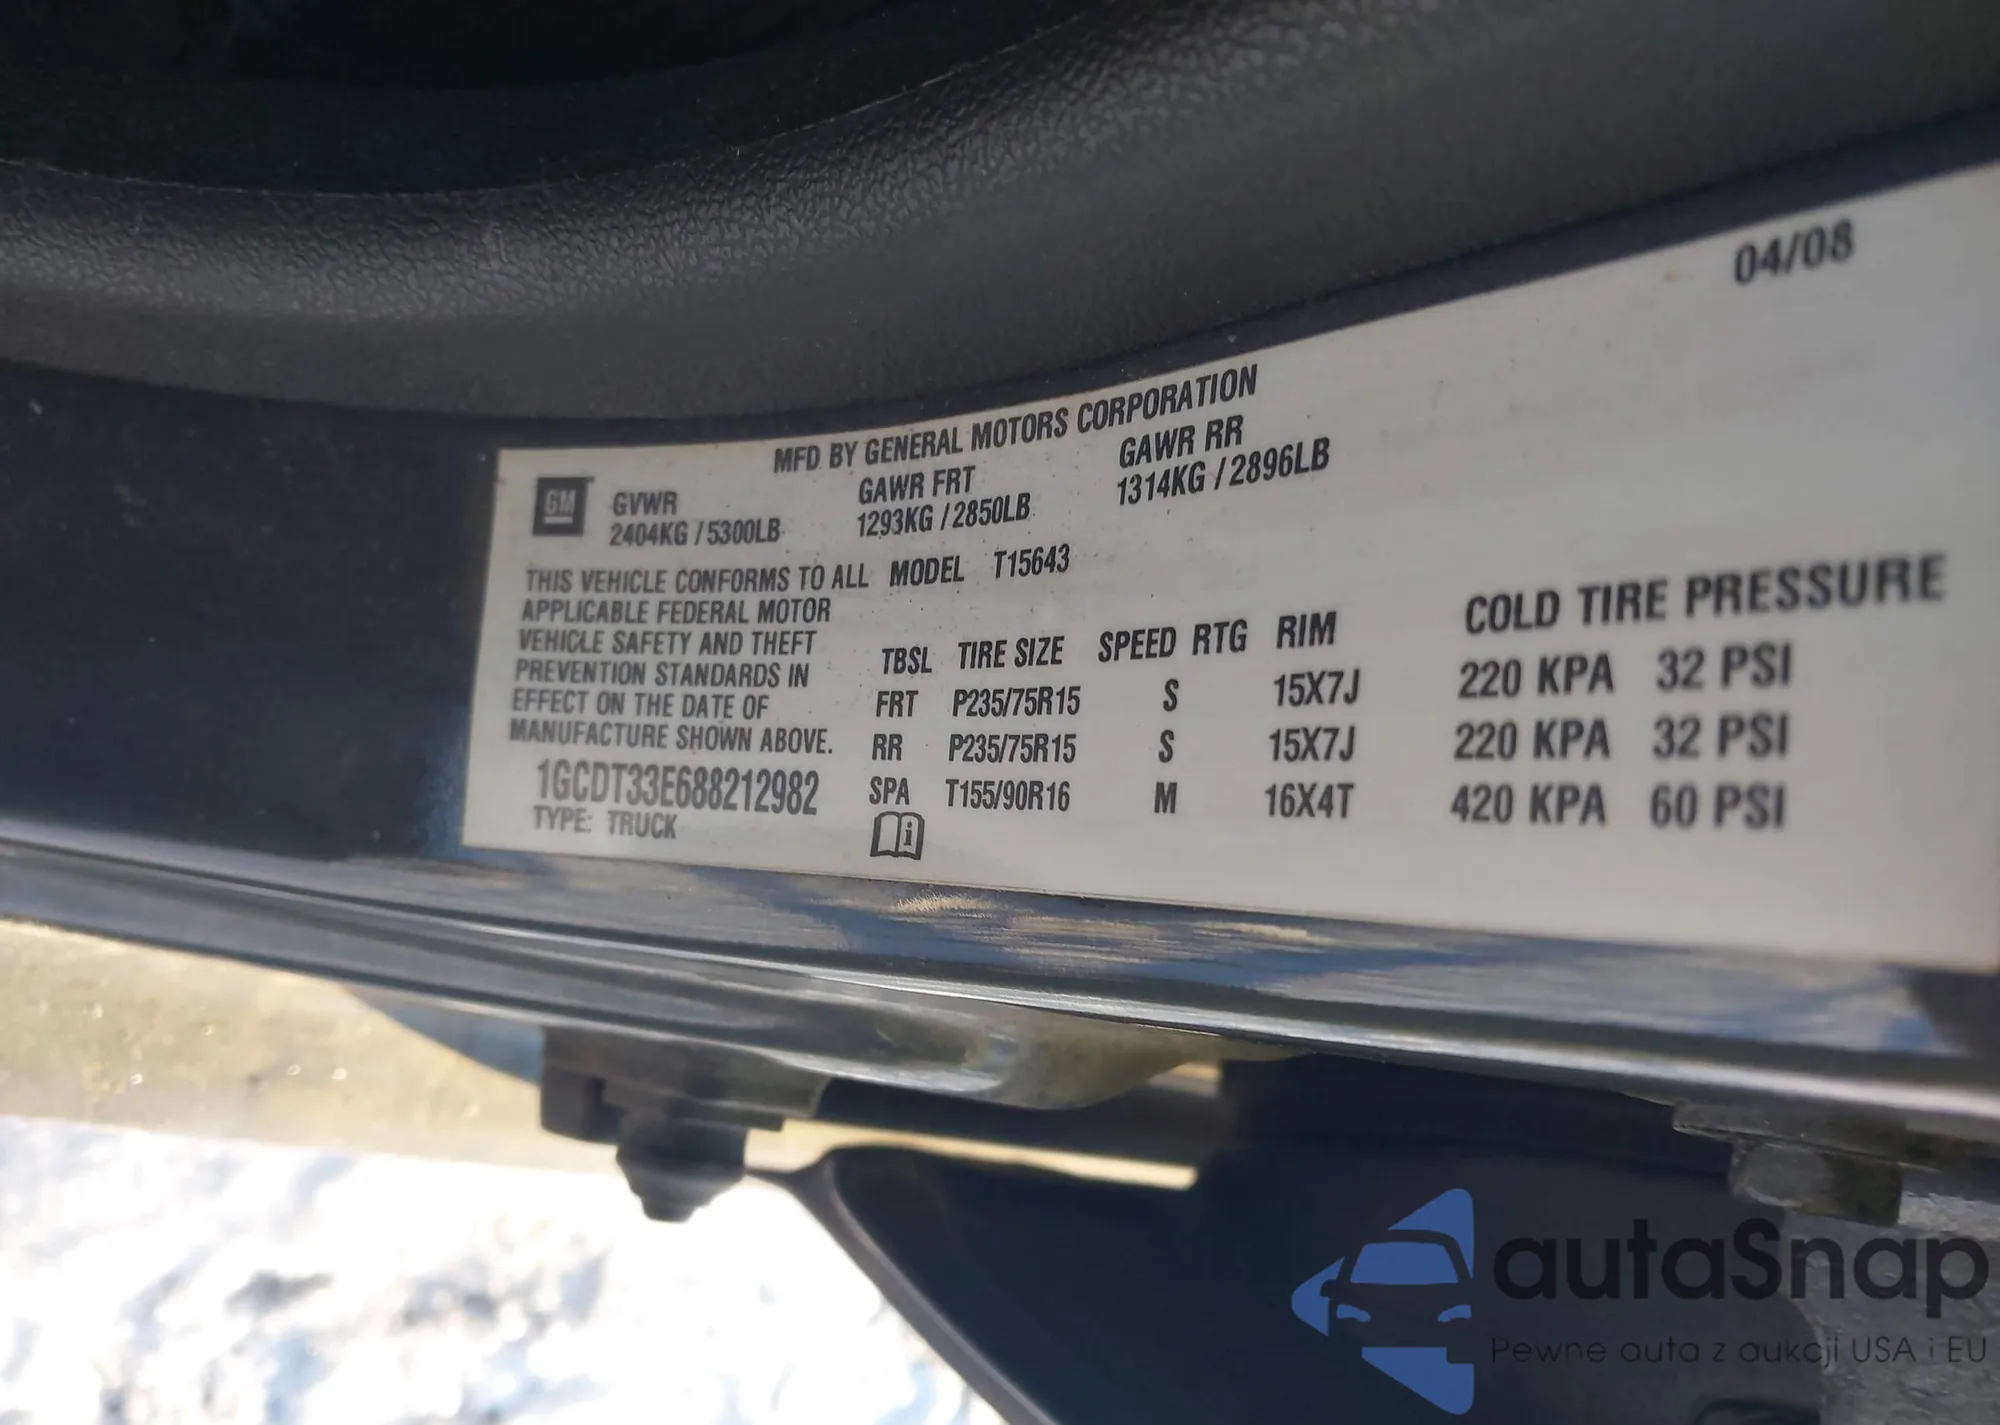 04/08
MFD BY GENERAL MOTORS CORPORATION
GM GVWR GAWR FRT GAWR RR
2404KG / 5300LB 1293KG / 2850LB 1314KG / 2896LB
THIS VEHICLE CONFORMS TO ALL MODEL T15643
APPLICABLE FEDERAL MOTOR
VEHICLE SAFETY AND THEFT
PREVENTION STANDARDS IN
EFFECT ON THE DATE OF
MANUFACTURE SHOWN ABOVE.
1GCDT33E688212982
TYPE: TRUCK
TBSL TIRE SIZE SPEED RTG RIM COLD TIRE PRESSURE
FRT P235/75R15 S 15X7J 220 KPA 32 PSI
RR P235/75R15 S 15X7J 220 KPA 32 PSI
SPA T155/90R16 M 16X4T 420 KPA 60 PSI
i
autaSnap
Pewne auta z aukcji USA i EU